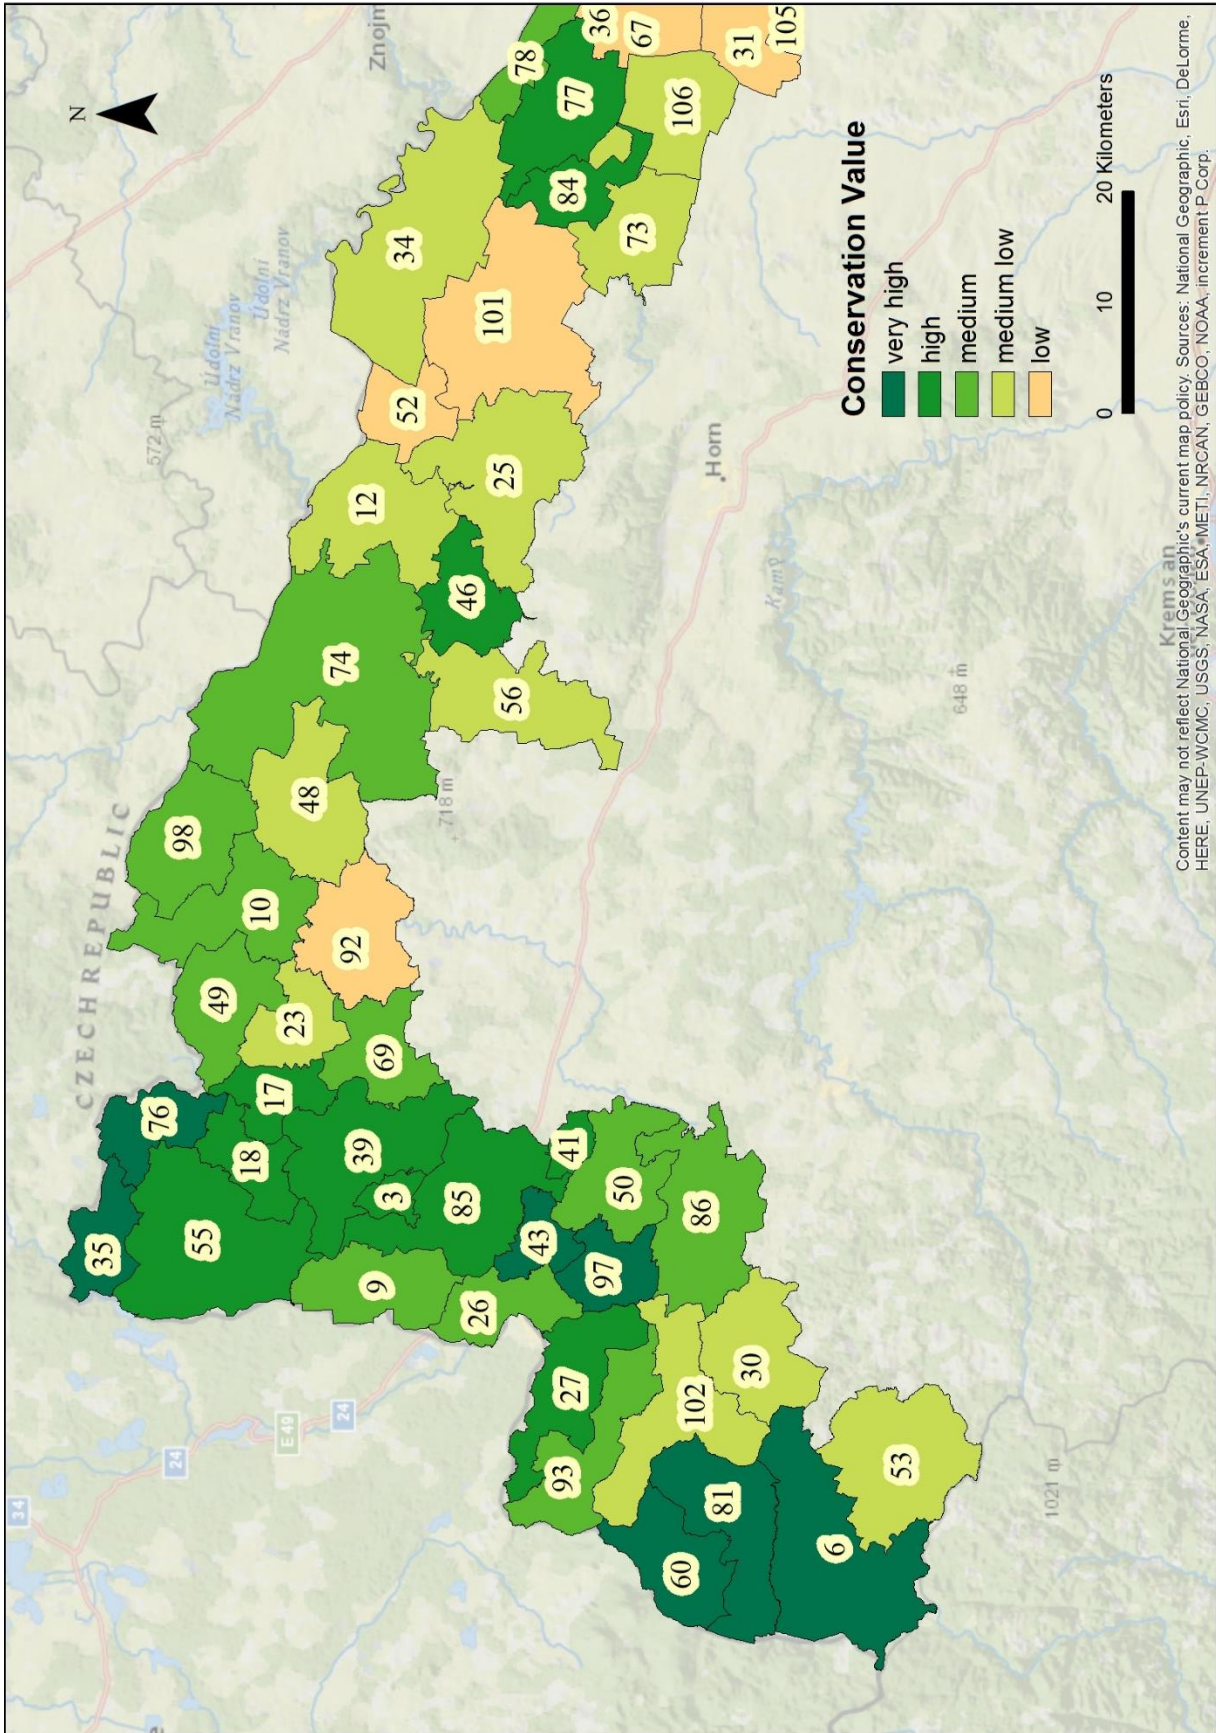 34
N
CZECH REPUBLIC
35
24
76
572 m
98
55
49
Udolni
Nadrz Vranov
Udolni
Nadrz Vranov
18
10
17
E 49
23
48
24
74
92
12
39
9
69
3
34
Znojm
52
718 m
26
85
46
101
25
56
78
43
41
27
93
84
77
97
50
36
73
67
60
86
102
106
Horn
81
30
31
105
Kamp
6
Conservation Value
very high
high
medium
medium low
low
53
648 m
1021 m
0 10 20 Kilometers
Krems an
Content may not reflect National Geographic's current map policy. Sources: National Geographic, Esri, DeLorme,
HERE, UNEP-WCMC, USGS, NASA, ESA, METI, NRCAN, GEBCO, NOAA, increment P Corp.